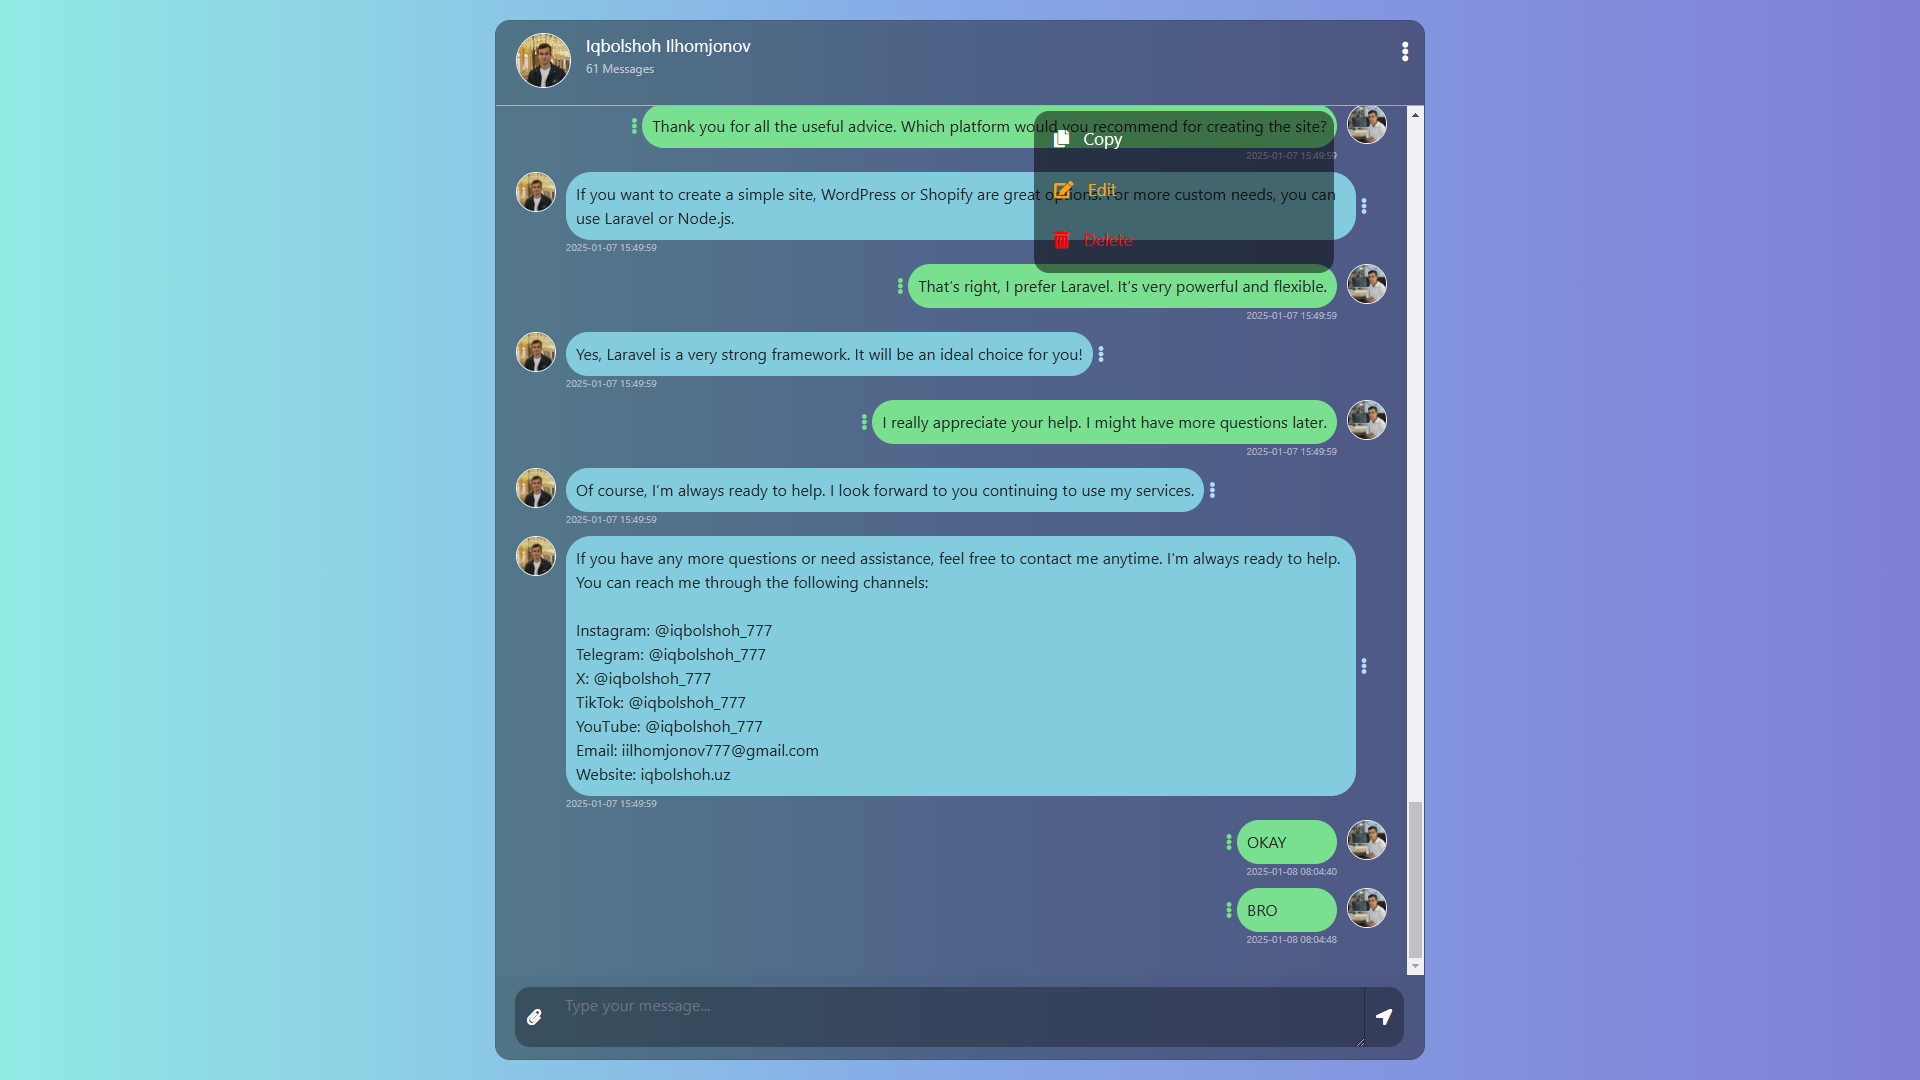 Iqbolshoh Ilhomjonov
61 Messages
Thank you for all the useful advice. Which platform would you recommend for creating the site?
2025-01-07 15:49:59
Copy
Edit
Delete
If you want to create a simple site, WordPress or Shopify are great options. For more custom needs, you can
use Laravel or Node.js.
2025-01-07 15:49:59
That’s right, I prefer Laravel. It’s very powerful and flexible.
2025-01-07 15:49:59
Yes, Laravel is a very strong framework. It will be an ideal choice for you!
2025-01-07 15:49:59
I really appreciate your help. I might have more questions later.
2025-01-07 15:49:59
Of course, I’m always ready to help. I look forward to you continuing to use my services.
2025-01-07 15:49:59
If you have any more questions or need assistance, feel free to contact me anytime. I'm always ready to help.
You can reach me through the following channels:
Instagram: @iqbolshoh_777
Telegram: @iqbolshoh_777
X: @iqbolshoh_777
TikTok: @iqbolshoh_777
YouTube: @iqbolshoh_777
Email: iilhomjonov777@gmail.com
Website: iqbolshoh.uz
2025-01-07 15:49:59
OKAY
2025-01-08 08:04:40
BRO
2025-01-08 08:04:48
Type your message...